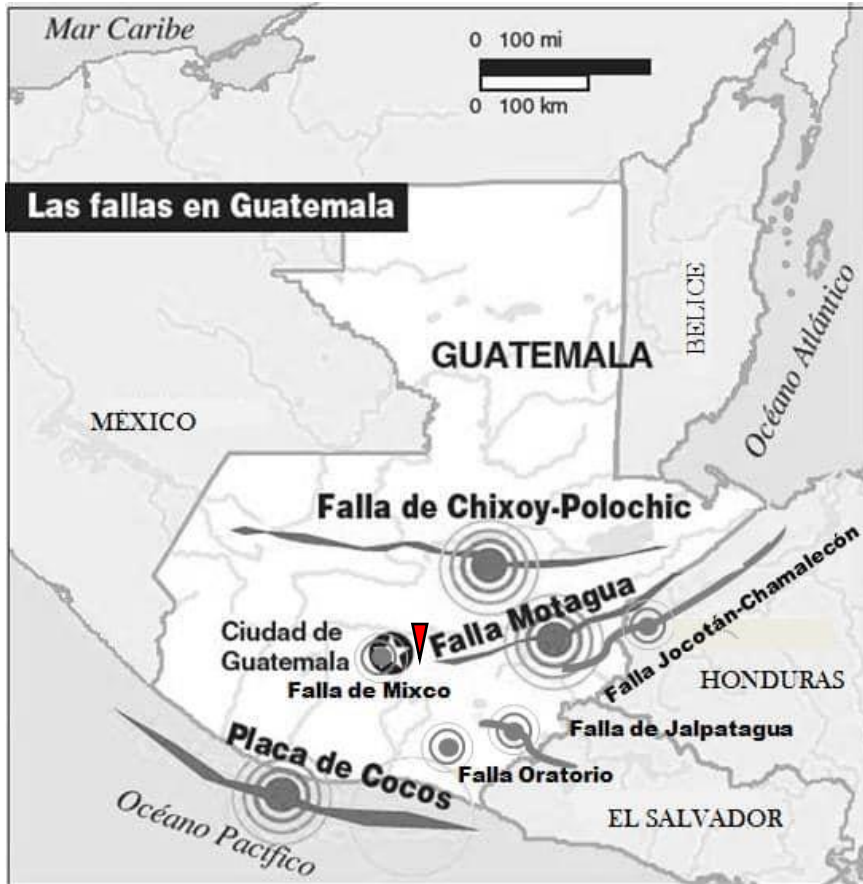 Mar Caribe
0 100 mi
0 100 km
Las fallas en Guatemala
BELICE
GUATEMALA
Océano Atlántico
MÉXICO
Falla de Chixoy-Polochic
Falla Motagua
Falla Jocotán-Chamalecón
Ciudad de
Guatemala
Falla de Mixco
HONDURAS
Falla de Jalpatagua
Placa de Cocos
Falla Oratorio
Océano Pacífico
EL SALVADOR